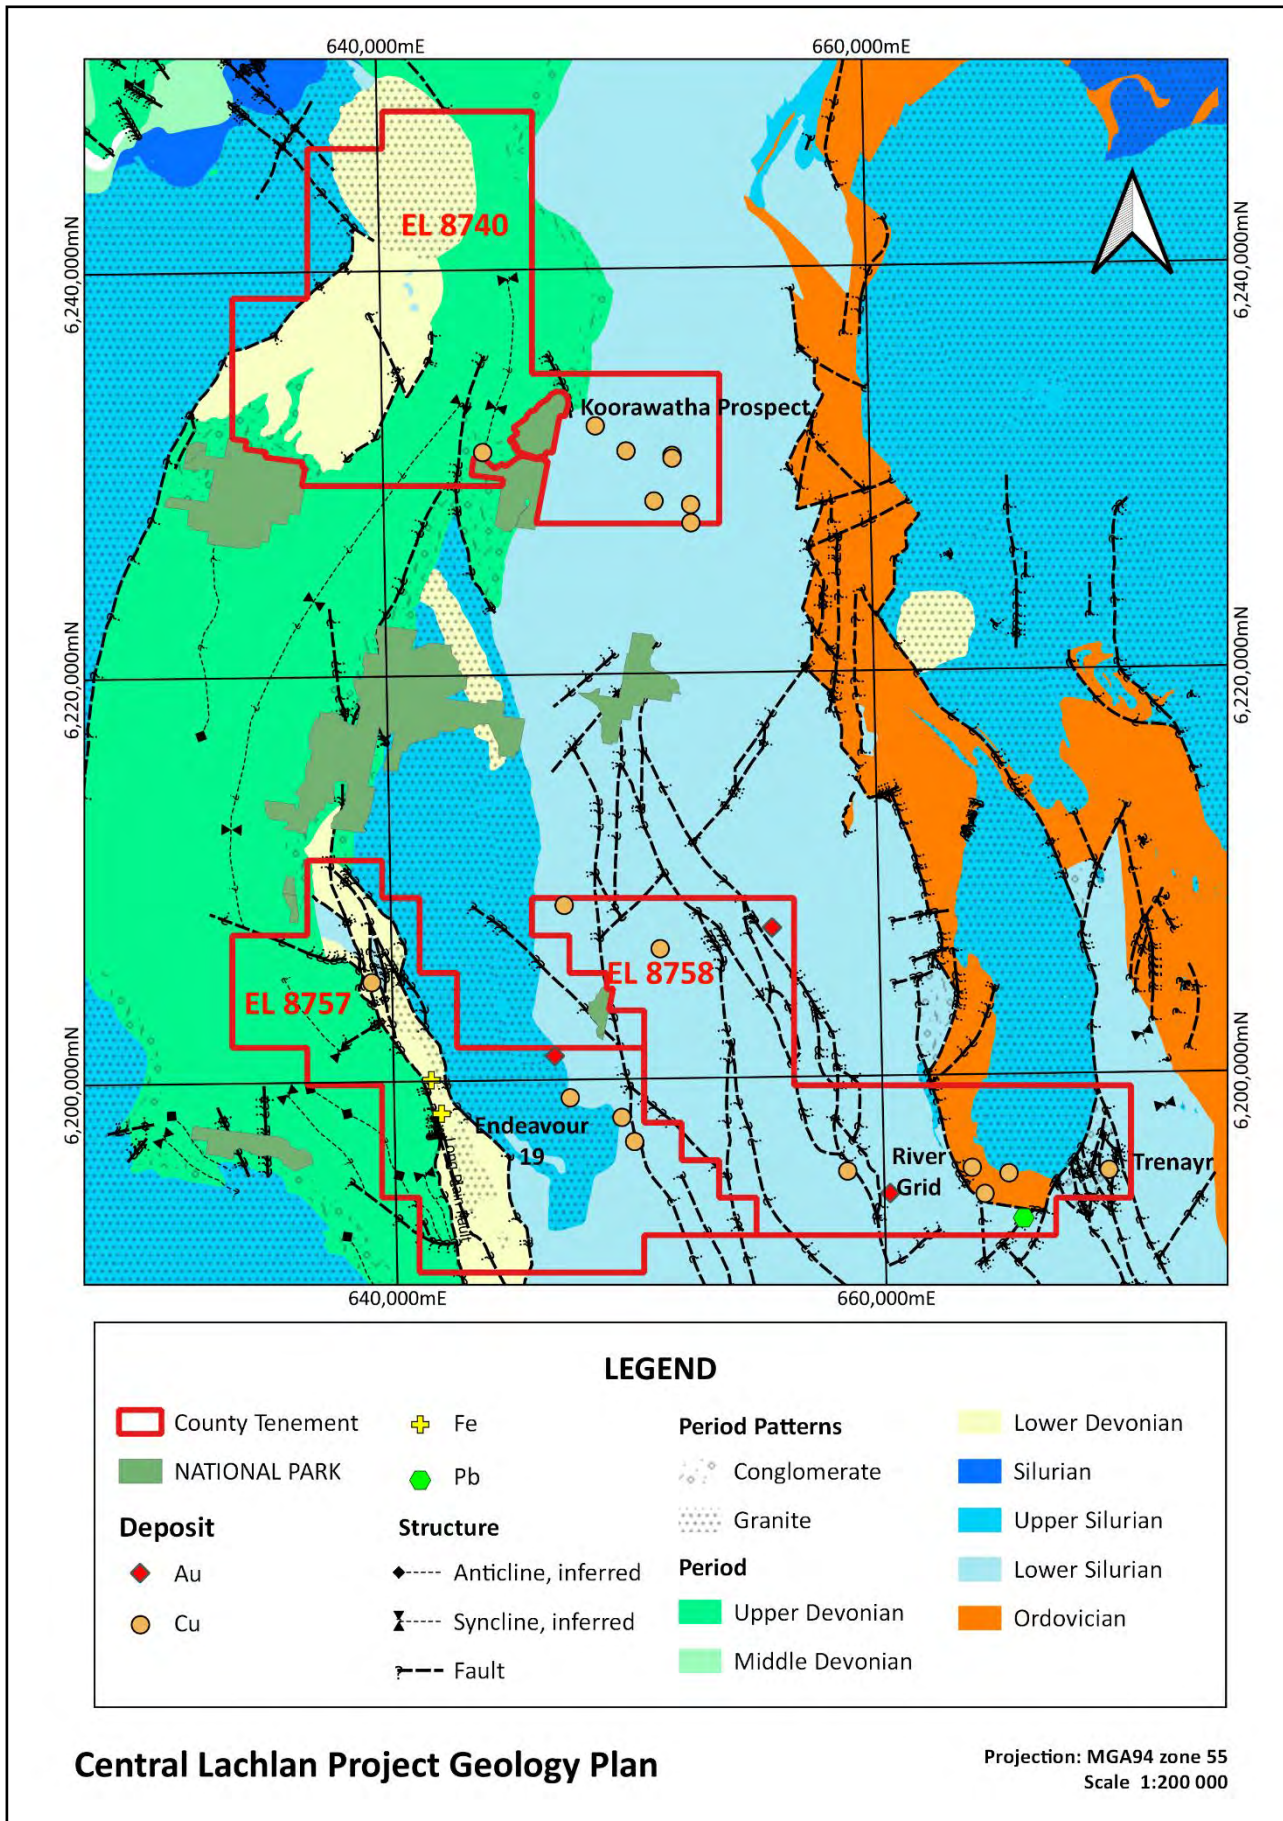 640,000mE
660,000mE
6,240,000mN
6,240,000mN
EL 8740
Koorawatha Prospect
6,220,000mN
6,220,000mN
EL 8758
EL 8757
6,200,000mN
6,200,000mN
Endeavour
19
River
Grid
Trenayr
640,000mE
660,000mE
LEGEND
County Tenement
NATIONAL PARK
Deposit
Au
Cu
Fe
Pb
Structure
Anticline, inferred
Syncline, inferred
Fault
Period Patterns
Conglomerate
Granite
Period
Upper Devonian
Middle Devonian
Lower Devonian
Silurian
Upper Silurian
Lower Silurian
Ordovician
Central Lachlan Project Geology Plan
Projection: MGA94 zone 55
Scale 1:200 000